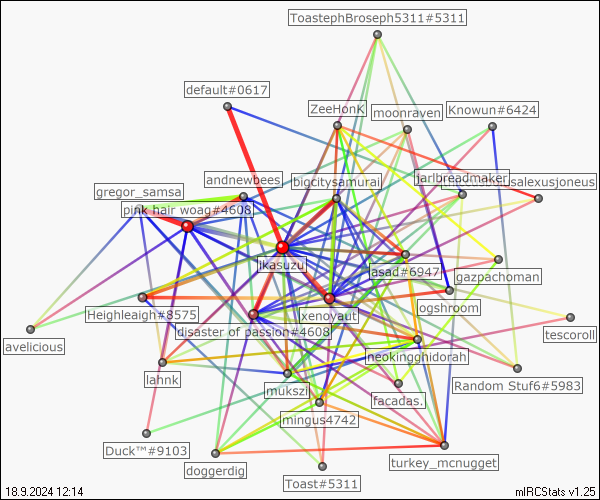 ToastephBroseph5311#5311
default#0617
ZeeHonK
moonraven
Knowun#6424
andnewbees
bigcitysamurai
jarlbreadmaker
usalexusjoneus
gregor_samsa
pink hair woag#4608
jkasuzu
asad#6947
gazpachoman
Heighleaigh#8575
xenoyaut
ogshroom
disaster of passion#4608
tescoroll
avelicious
neokingghidorah
lahnk
mukszi
facadas.
Random Stuf6#5983
mingus4742
Duck™#9103
doggerdig
Toast#5311
turkey_mcnugget
18.9.2024 12:14
mIRCStats v1.25